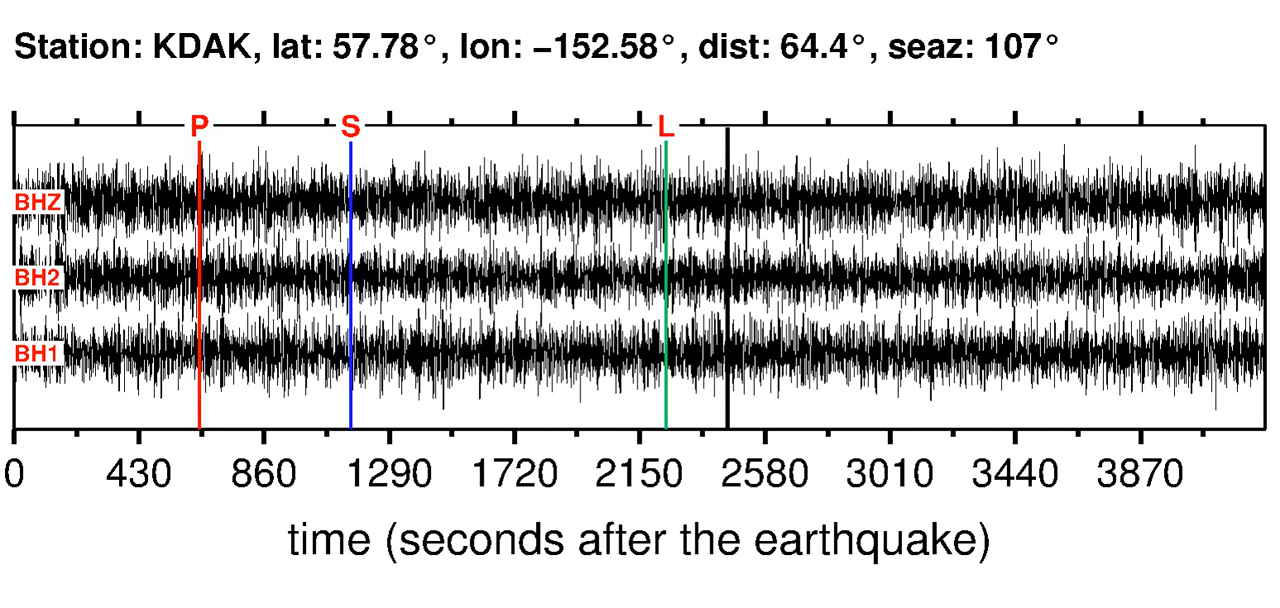 Station: KDAK, lat: 57.78°, lon: −152.58°, dist: 64.4°, seaz: 107°
P S L
BHZ
BH2
BH1
0 430 860 1290 1720 2150 2580 3010 3440 3870
time (seconds after the earthquake)